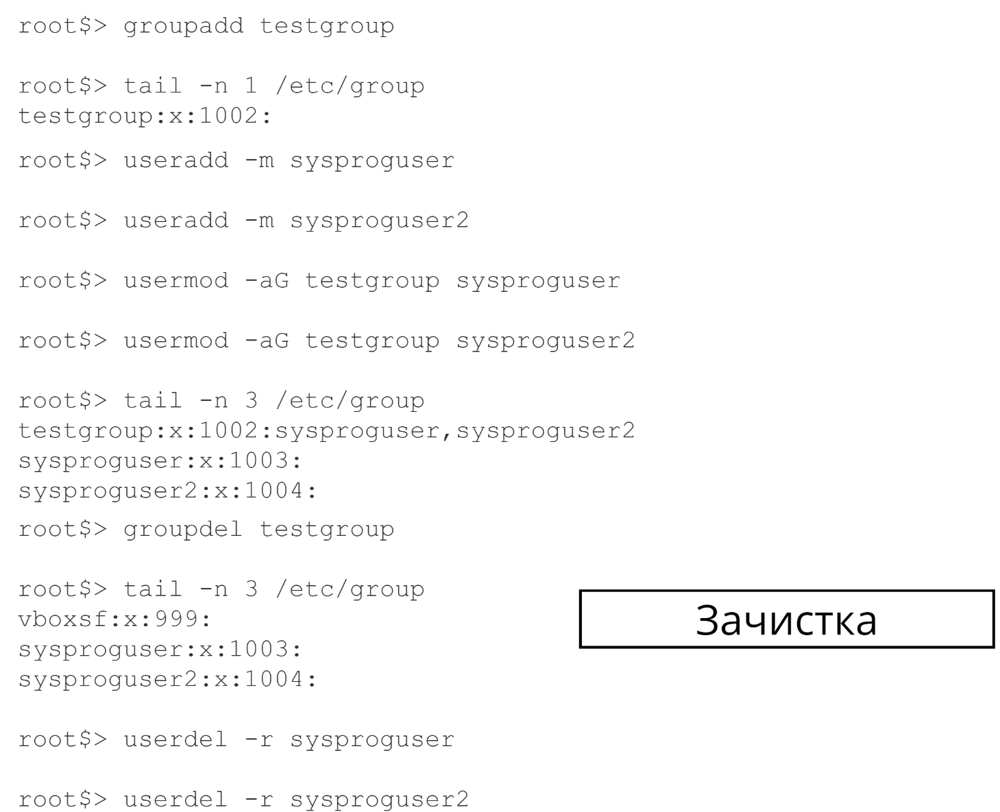 root$> groupadd testgroup
root$> tail -n 1 /etc/group
testgroup:x:1002:
root$> useradd -m sysproguser
root$> useradd -m sysproguser2
root$> usermod -aG testgroup sysproguser
root$> usermod -aG testgroup sysproguser2
root$> tail -n 3 /etc/group
testgroup:x:1002:sysproguser,sysproguser2
sysproguser:x:1003:
sysproguser2:x:1004:
root$> groupdel testgroup
root$> tail -n 3 /etc/group
vboxsf:x:999:
sysproguser:x:1003:
sysproguser2:x:1004:
Зачистка
root$> userdel -r sysproguser
root$> userdel -r sysproguser2